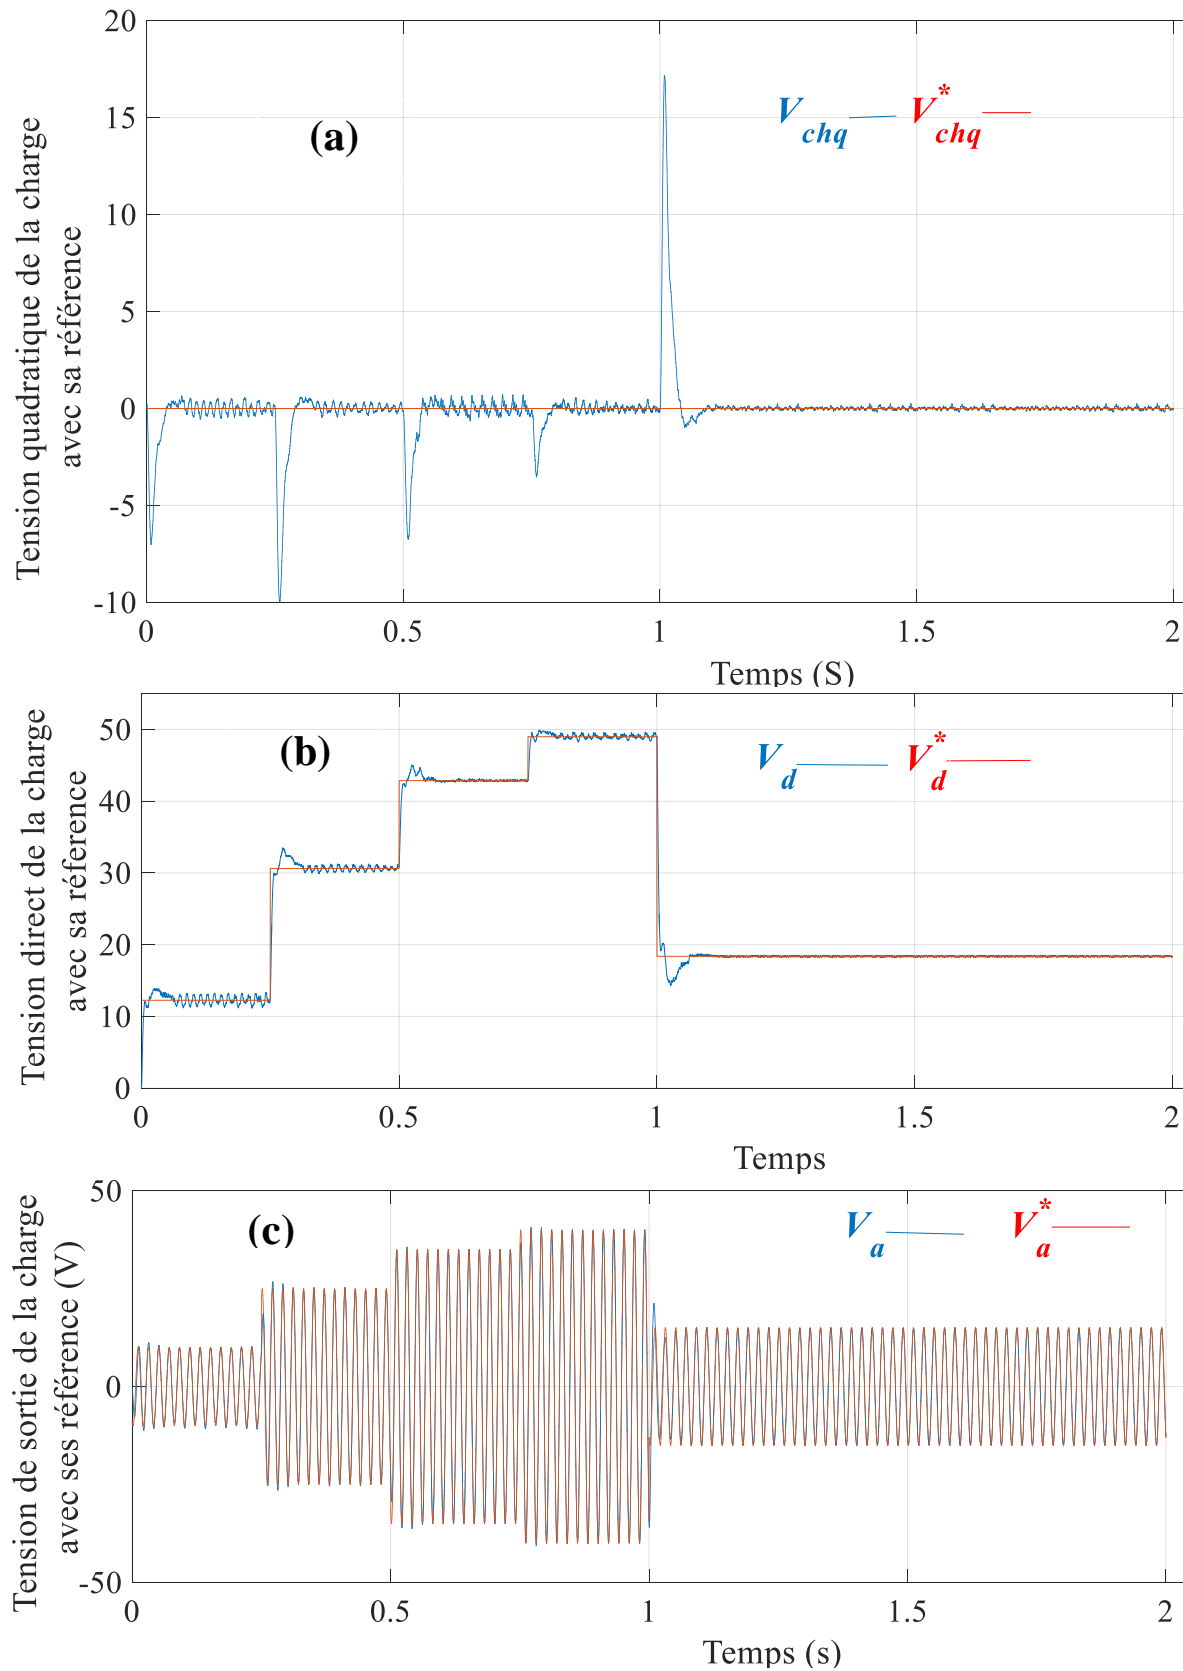 Tension quadratique de la charge
avec sa référence
20
15
10
5
0
-5
-10
(a)
V chq V* chq
0 0.5 1 1.5 2
Temps (S)
Tension direct de la charge
avec sa réference
50
40
30
20
10
0
(b)
V d V* d
0 0.5 1 1.5 2
Temps
Tension de sortie de la charge
avec ses référence (V)
50
0
-50
(c)
V a V* a
0 0.5 1 1.5 2
Temps (s)